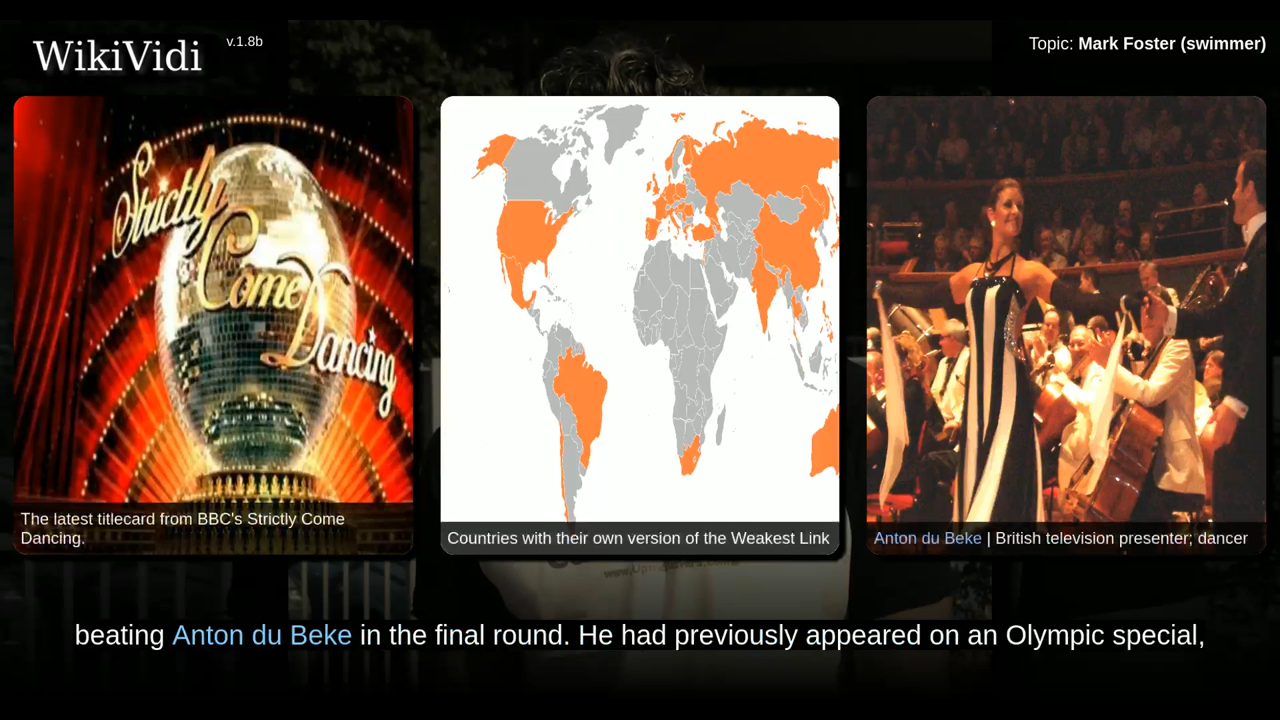 WikiVidi
v.1.8b
Topic: Mark Foster (swimmer)
Strictly
Come
Dancing
The latest titlecard from BBC's Strictly Come
Dancing.
Countries with their own version of the Weakest Link
Anton du Beke | British television presenter; dancer
beating Anton du Beke in the final round. He had previously appeared on an Olympic special,